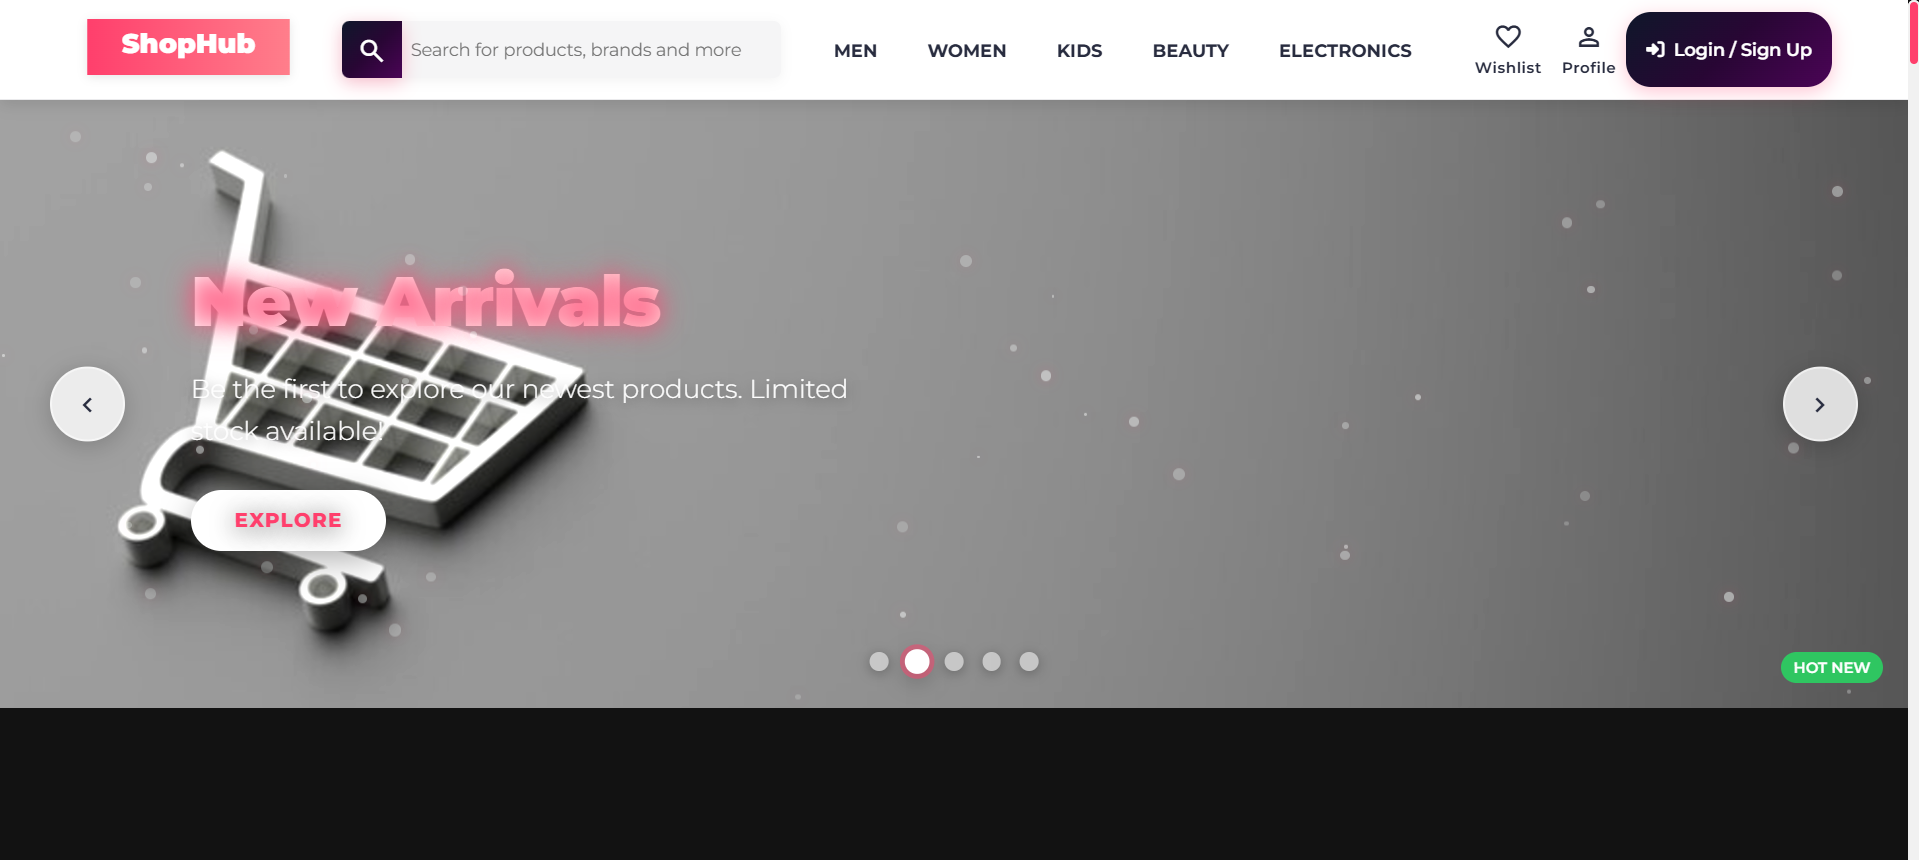 ShopHub
Search for products, brands and more
MEN
WOMEN
KIDS
BEAUTY
ELECTRONICS
Wishlist
Profile
Login / Sign Up
New Arrivals
Be the first to explore our newest products. Limited
stock available!
EXPLORE
HOT NEW